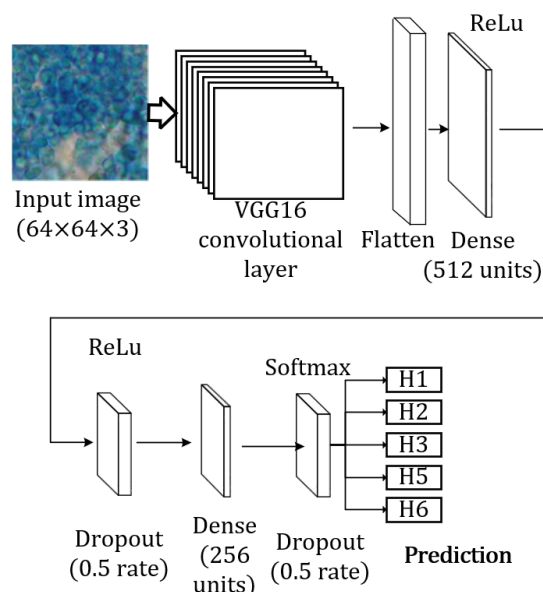 ReLu
Input image
(64×64×3)
VGG16
convolutional
layer
Flatten
Dense
(512 units)
ReLu
Softmax
H1
H2
H3
H5
H6
Dropout
(0.5 rate)
Dense
(256
units)
Dropout
(0.5 rate)
Prediction